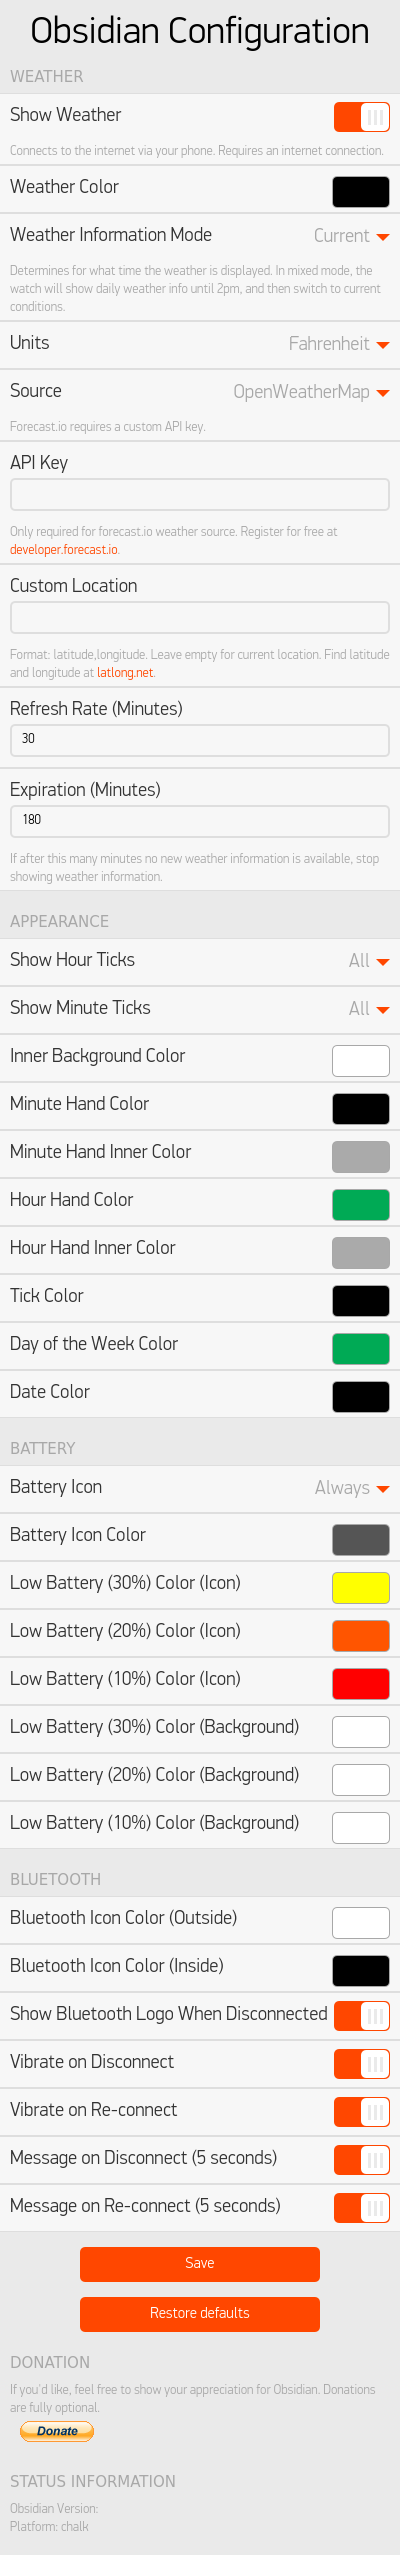 Obsidian Configuration
WEATHER
Show Weather
Connects to the internet via your phone. Requires an internet connection.
Weather Color
Weather Information Mode Current
Determines for what time the weather is displayed. In mixed mode, the
watch will show daily weather info until 2pm, and then switch to current
conditions.
Units Fahrenheit
Source OpenWeatherMap
Forecast.io requires a custom API key.
API Key
Only required for forecast.io weather source. Register for free at
developer.forecast.io.
Custom Location
Format: latitude,longitude. Leave empty for current location. Find latitude
and longitude at latlong.net.
Refresh Rate (Minutes)
30
Expiration (Minutes)
180
If after this many minutes no new weather information is available, stop
showing weather information.
APPEARANCE
Show Hour Ticks All
Show Minute Ticks All
Inner Background Color
Minute Hand Color
Minute Hand Inner Color
Hour Hand Color
Hour Hand Inner Color
Tick Color
Day of the Week Color
Date Color
BATTERY
Battery Icon Always
Battery Icon Color
Low Battery (30%) Color (Icon)
Low Battery (20%) Color (Icon)
Low Battery (10%) Color (Icon)
Low Battery (30%) Color (Background)
Low Battery (20%) Color (Background)
Low Battery (10%) Color (Background)
BLUETOOTH
Bluetooth Icon Color (Outside)
Bluetooth Icon Color (Inside)
Show Bluetooth Logo When Disconnected
Vibrate on Disconnect
Vibrate on Re-connect
Message on Disconnect (5 seconds)
Message on Re-connect (5 seconds)
Save
Restore defaults
DONATION
If you'd like, feel free to show your appreciation for Obsidian. Donations
are fully optional.
Donate
STATUS INFORMATION
Obsidian Version:
Platform: chalk